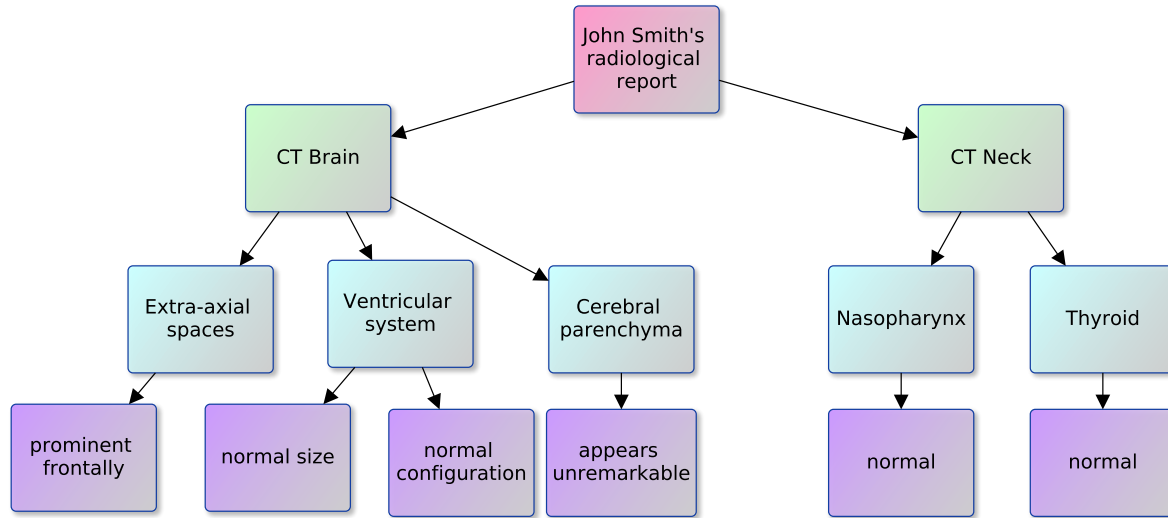 John Smith's
radiological
report
CT Brain
CT Neck
Extra-axial
spaces
Ventricular
system
Cerebral
parenchyma
Nasopharynx
Thyroid
prominent
frontally
normal size
normal
configuration
appears
unremarkable
normal
normal